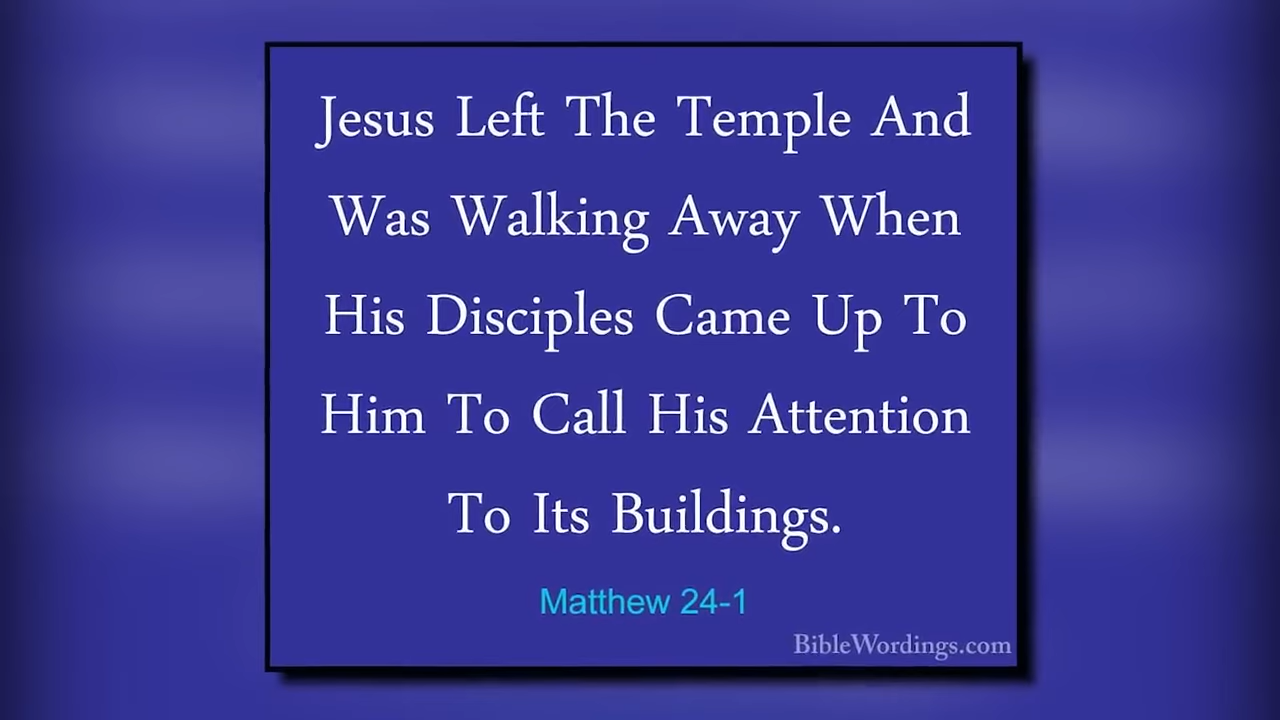 Jesus Left The Temple And
Was Walking Away When
His Disciples Came Up To
Him To Call His Attention
To Its Buildings.
Matthew 24-1
BibleWordings.com